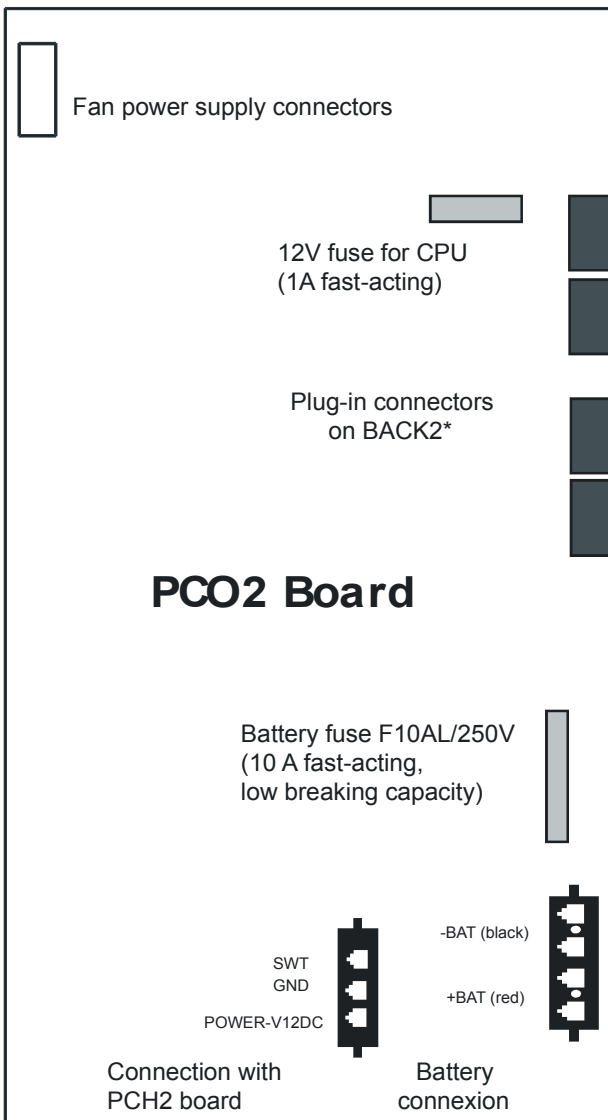 Fan power supply connectors
12V fuse for CPU
(1A fast-acting)
Plug-in connectors
on BACK2*
PCO2 Board
Battery fuse F10AL/250V
(10 A fast-acting,
low breaking capacity)
-BAT (black)
SWT
GND
+BAT (red)
POWER-V12DC
Connection with
PCH2 board
Battery
connexion